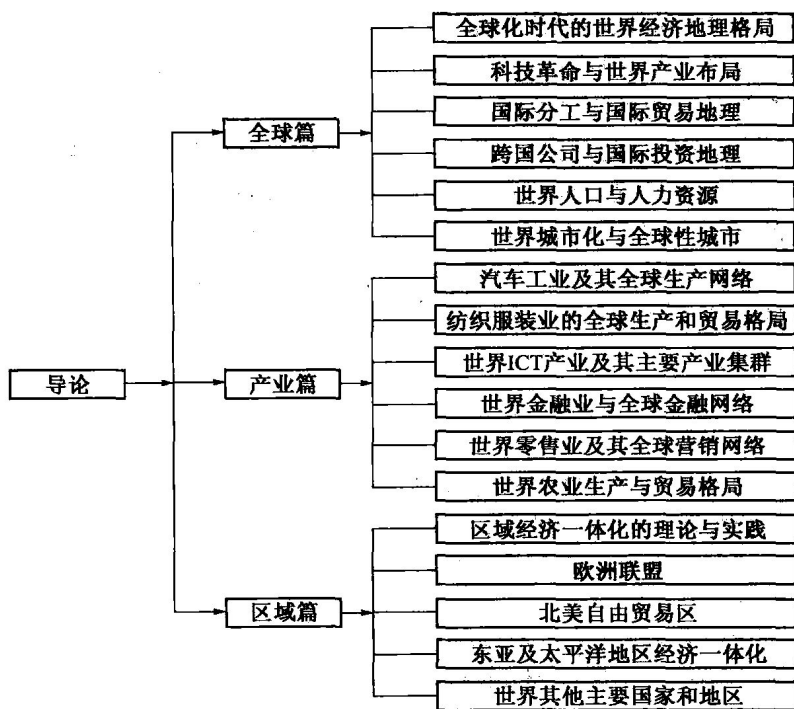 导论
全球篇
全球化时代的世界经济地理格局
科技革命与世界产业布局
国际分工与国际贸易地理
跨国公司与国际投资地理
世界人口与人力资源
世界城市化与全球性城市
产业篇
汽车工业及其全球生产网络
纺织服装业的全球生产和贸易格局
世界ICT产业及其主要产业集群
世界金融业与全球金融网络
世界零售业及其全球营销网络
世界农业生产与贸易格局
区域篇
区域经济一体化的理论与实践
欧洲联盟
北美自由贸易区
东亚及太平洋地区经济一体化
世界其他主要国家和地区